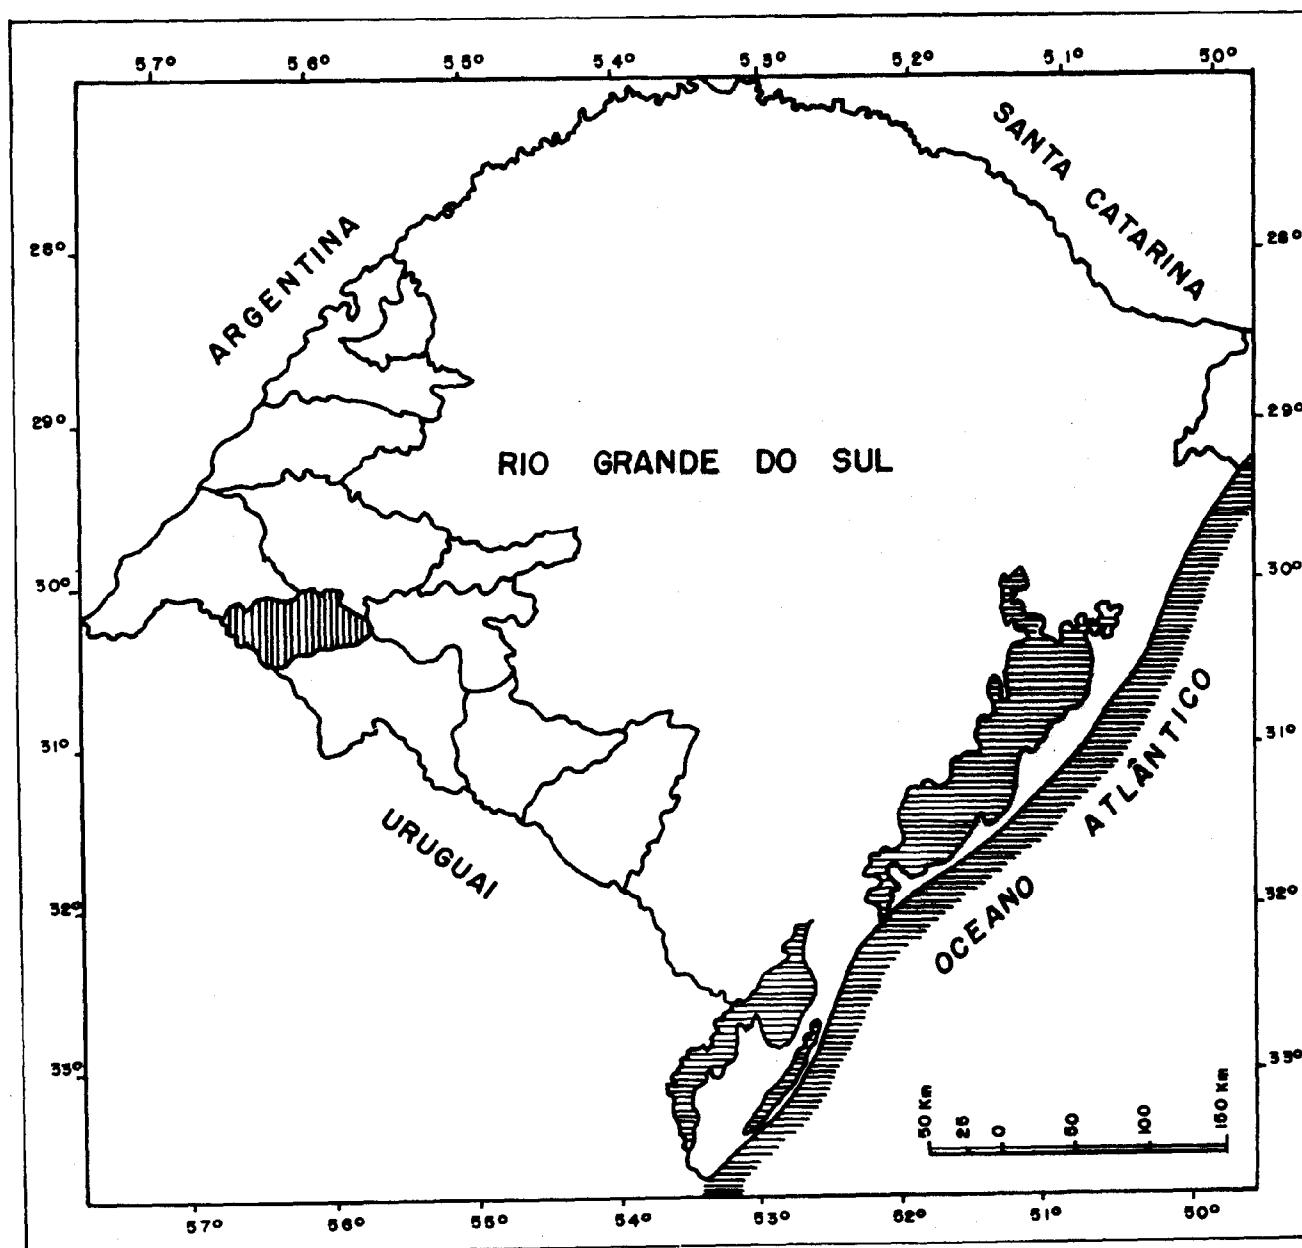 57° 56° 55° 54° 53° 52° 51° 50°
SANTA CATARINA
ARGENTINA
28° 28°
29° 29°
RIO GRANDE DO SUL
30° 30°
31° 31°
ATLÂNTICO
URUGUAI
32° 32°
OCEANO
33° 33°
50 Km 25 0 50 100 150 Km
57° 56° 55° 54° 53° 52° 51° 50°